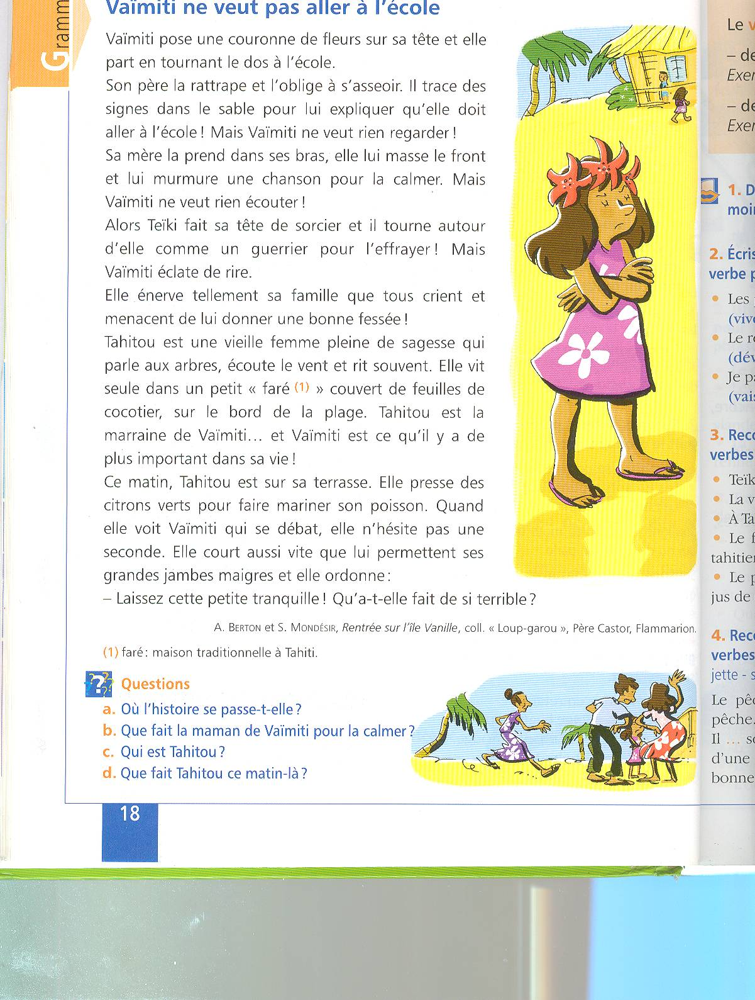 Gramm
Vaïmiti ne veut pas aller à l'école
Vaïmiti pose une couronne de fleurs sur sa tête et elle
part en tournant le dos à l'école.
Son père la rattrape et l'oblige à s'asseoir. Il trace des
signes dans le sable pour lui expliquer qu'elle doit
aller à l'école ! Mais Vaïmiti ne veut rien regarder !
Sa mère la prend dans ses bras, elle lui masse le front
et lui murmure une chanson pour la calmer. Mais
Vaïmiti ne veut rien écouter !
Alors Teïki fait sa tête de sorcier et il tourne autour
d'elle comme un guerrier pour l'effrayer ! Mais
Vaïmiti éclate de rire.
Elle énerve tellement sa famille que tous crient et
menacent de lui donner une bonne fessée !
Tahitou est une vieille femme pleine de sagesse qui
parle aux arbres, écoute le vent et rit souvent. Elle vit
seule dans un petit « faré (1) » couvert de feuilles de
cocotier, sur le bord de la plage. Tahitou est la
marraine de Vaïmiti... et Vaïmiti est ce qu'il y a de
plus important dans sa vie !
Ce matin, Tahitou est sur sa terrasse. Elle presse des
citrons verts pour faire mariner son poisson. Quand
elle voit Vaïmiti qui se débat, elle n'hésite pas une
seconde. Elle court aussi vite que lui permettent ses
grandes jambes maigres et elle ordonne :
– Laissez cette petite tranquille ! Qu'a-t-elle fait de si terrible ?
A. BERTON et S. MONDÉSIR, Rentrée sur l'île Vanille, coll. « Loup-garou », Père Castor, Flammarion.
(1) faré : maison traditionnelle à Tahiti.
Questions
a. Où l'histoire se passe-t-elle ?
b. Que fait la maman de Vaïmiti pour la calmer ?
c. Qui est Tahitou ?
d. Que fait Tahitou ce matin-là ?
18
Le
– de
Exer
– de
Exer
1. D
moi
2. Écris
verbe p
• Les
(viv
• Le r
(dév
• Je pa
(vais
3. Reco
verbes
• Teïk
• La v
• À Ta
• Le f
tahitie
• Le p
jus de
4. Reco
verbes
jette - s
Le pêc
pêche.
Il ... so
d'une
bonne